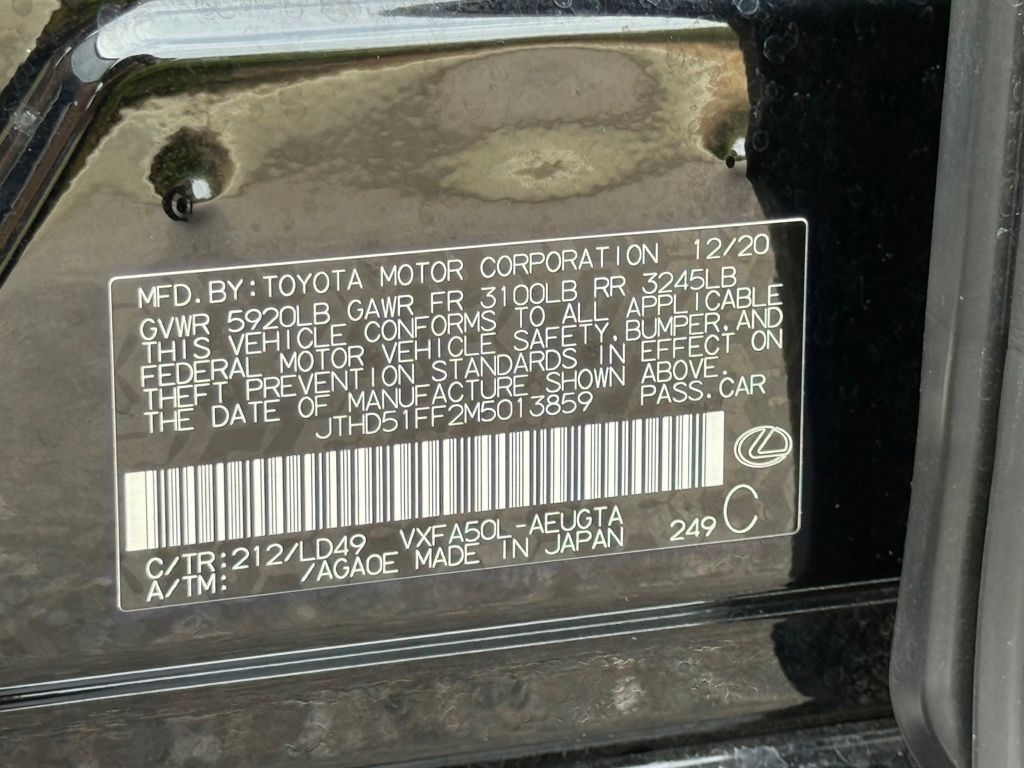 MFD.BY:TOYOTA MOTOR CORPORATION 12/20
GVWR 5920LB GAWR FR 3100LB RR 3245LB
THIS VEHICLE CONFORMS TO ALL APPLICABLE
FEDERAL MOTOR VEHICLE SAFETY.BUMPER.AND
THEFT PREVENTION STANDARDS IN EFFECT ON
THE DATE OF MANUFACTURE SHOWN ABOVE.
JTHD51FF2M5013859 PASS.CAR
C/TR:212/LD49 VXFA50L-AEUGTA
A/TM: /AGA0E MADE IN JAPAN 249 C